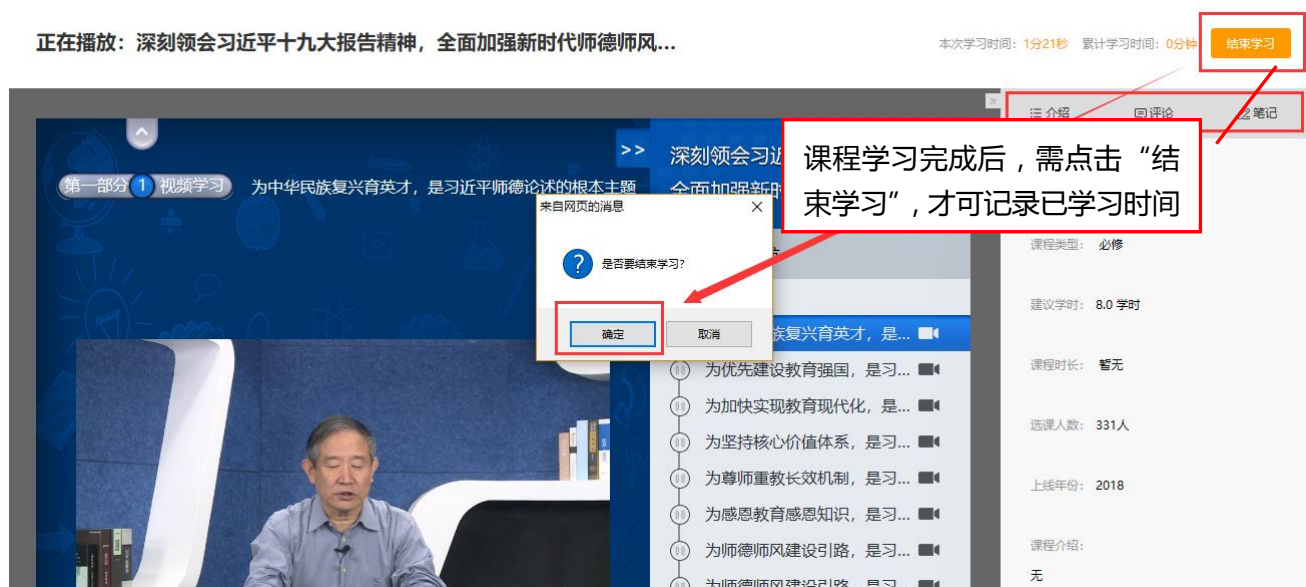 正在播放：深刻领会习近平十九大报告精神，全面加强新时代师德师风...
本次学习时间：1分21秒 累计学习时间：0分钟
结束学习
介绍
评论
笔记
第一部分 1 视频学习
为中华民族复兴育英才，是习近平师德论述的根本主题
>>
深刻领会习近
全面加强新时
课程学习完成后，需点击“结
束学习”，才可记录已学习时间
来自网页的消息
是否要结束学习?
确定
取消
族复兴育英才，是...
为优先建设教育强国，是习...
为加快实现教育现代化，是...
为坚持核心价值体系，是习...
为尊师重教长效机制，是习...
为感恩教育感恩知识，是习...
为师德师风建设引路，是习...
为师德师风建设引路，是习...
课程类型： 必修
建议学时： 8.0 学时
课程时长： 暂无
选课人数： 331人
上线年份： 2018
课程介绍：
无